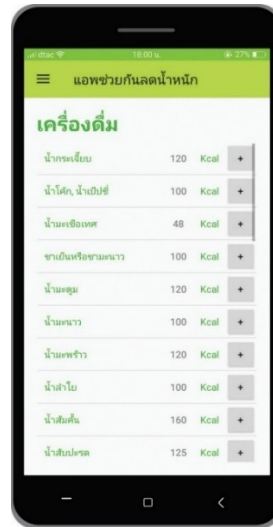 dtac 18:00 น. 27%
แอพช่วยกันลดน้ำหนัก
เครื่องดื่ม
น้ำกระเจี๊ยบ 120 Kcal +
น้ำโค้ก, น้ำเป๊ปซี่ 100 Kcal +
น้ำมะเขือเทศ 48 Kcal +
ชาเย็นหรือชามะนาว 100 Kcal +
น้ำมะตูม 120 Kcal +
น้ำมะนาว 100 Kcal +
น้ำมะพร้าว 120 Kcal +
น้ำลำไย 100 Kcal +
น้ำส้มคั้น 160 Kcal +
น้ำสับปะรด 125 Kcal +